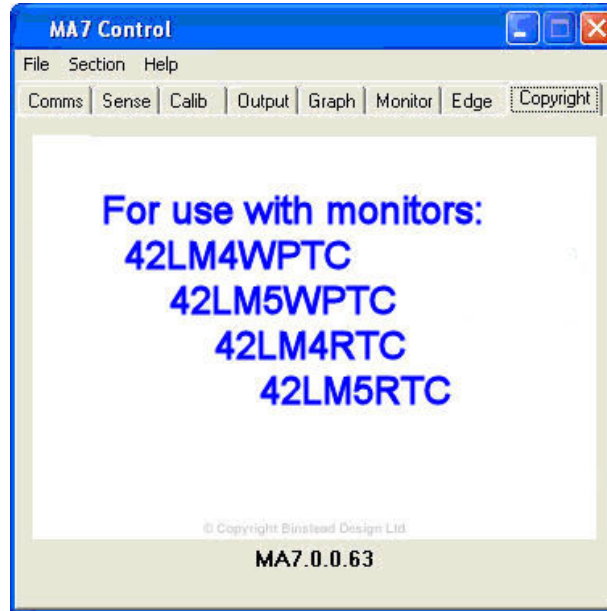 MA7 Control
File Section Help
Comms Sense Calib Output Graph Monitor Edge Copyright
For use with monitors:
42LM4WPTC
42LM5WPTC
42LM4RTC
42LM5RTC
© Copyright Binstead Design Ltd
MA7.0.0.63